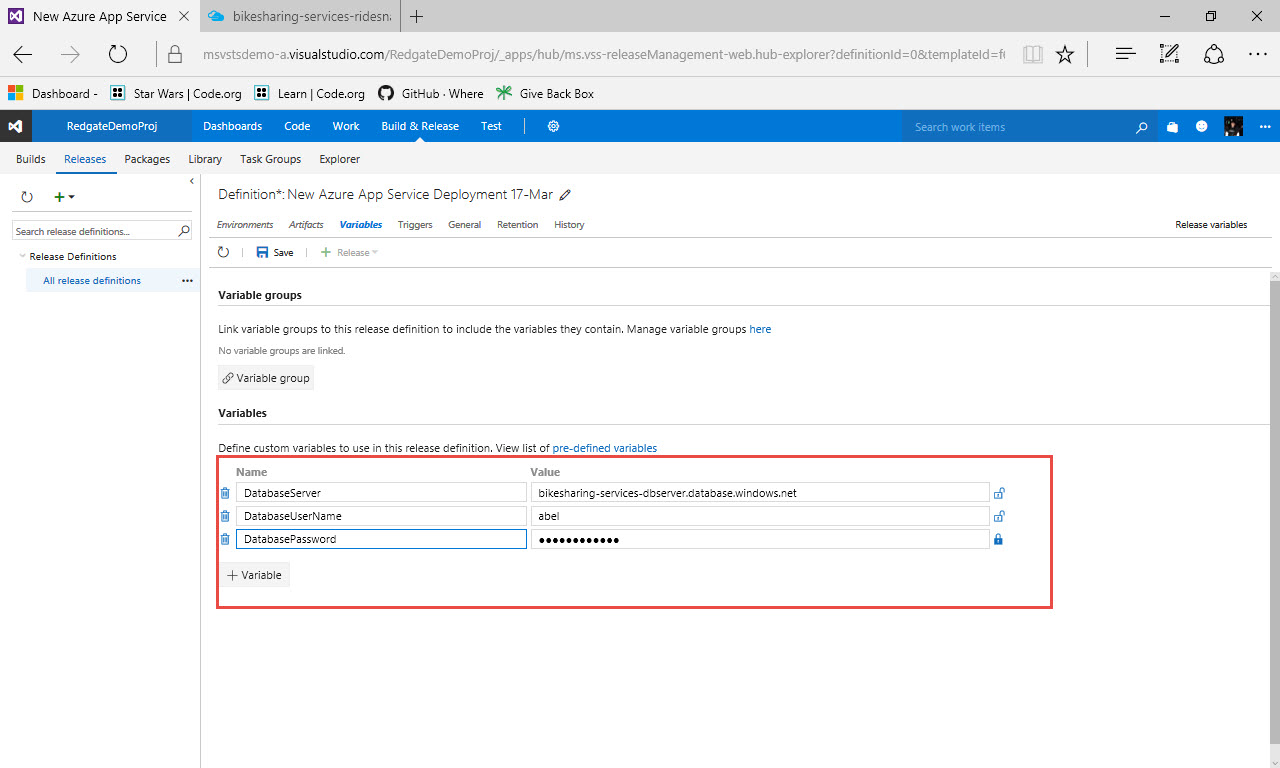 New Azure App Service
bikesharing-services-ridesn
msvstsdemo-a.visualstudio.com/RedgateDemoProj/_apps/hub/ms.vss-releaseManagement-web.hub-explorer?definitionId=0&templateId=f
Dashboard - Star Wars | Code.org Learn | Code.org GitHub · Where Give Back Box
RedgateDemoProj Dashboards Code Work Build & Release Test Search work items
Builds Releases Packages Library Task Groups Explorer
Definition*: New Azure App Service Deployment 17-Mar
Search release definitions...
Environments Artifacts Variables Triggers General Retention History Release variables
Save Release
Release Definitions
All release definitions
Variable groups
Link variable groups to this release definition to include the variables they contain. Manage variable groups here
No variable groups are linked.
Variable group
Variables
Define custom variables to use in this release definition. View list of pre-defined variables
Name Value
DatabaseServer bikesharing-services-dbserver.database.windows.net
DatabaseUserName abel
DatabasePassword ●●●●●●●●●●●●
+ Variable